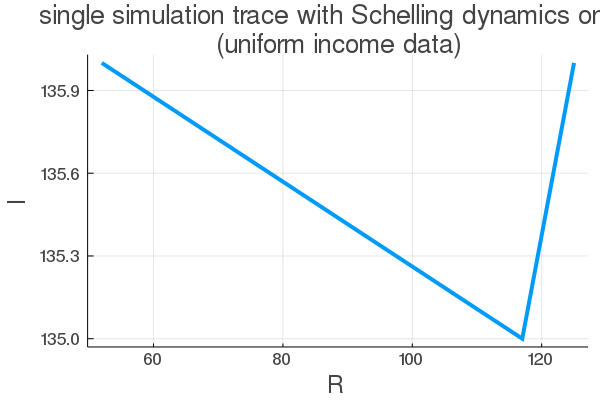 single simulation trace with Schelling dynamics
(uniform income data)
135.9
135.6
135.3
135.0
I
60
80
100
120
R